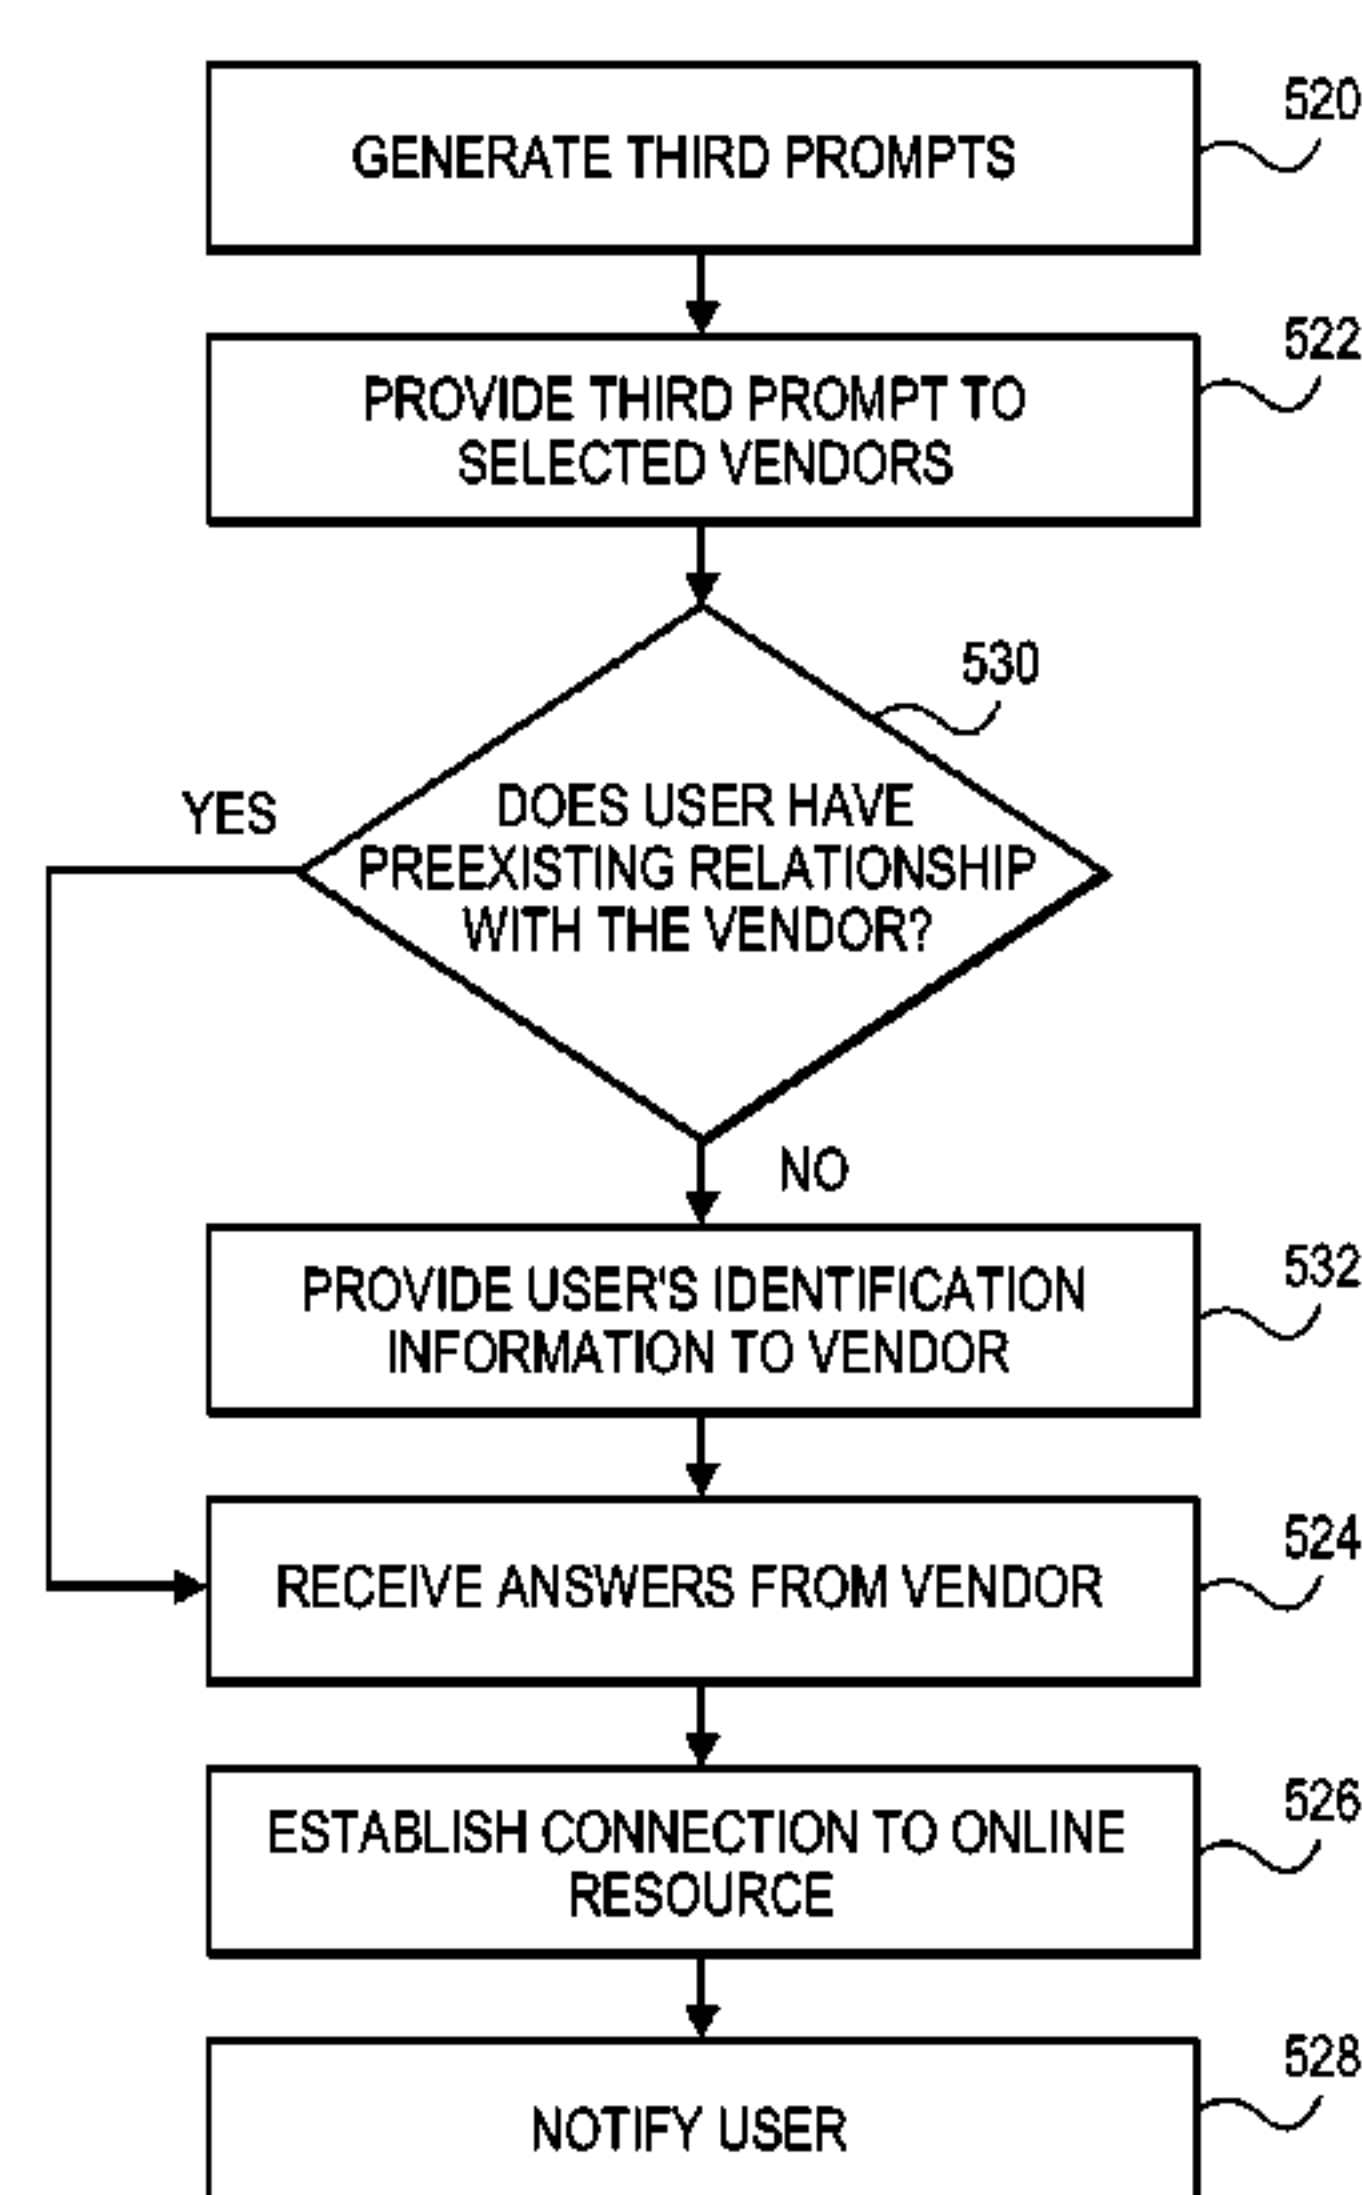 520
GENERATE THIRD PROMPTS
522
PROVIDE THIRD PROMPT TO
SELECTED VENDORS
530
YES
DOES USER HAVE
PREEXISTING RELATIONSHIP
WITH THE VENDOR?
NO
532
PROVIDE USER'S IDENTIFICATION
INFORMATION TO VENDOR
524
RECEIVE ANSWERS FROM VENDOR
526
ESTABLISH CONNECTION TO ONLINE
RESOURCE
528
NOTIFY USER